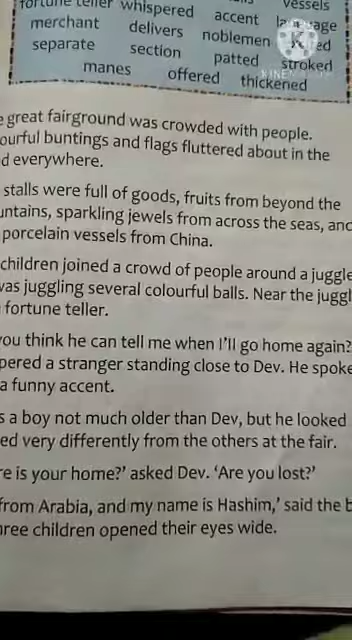 fortune teller whispered accent language vessels
merchant delivers noblemen
separate section patted stroked
manes offered thickened
KINEMASTER
great fairground was crowded with people.
ourful buntings and flags fluttered about in the
d everywhere.
stalls were full of goods, fruits from beyond the
untains, sparkling jewels from across the seas, and
porcelain vessels from China.
children joined a crowd of people around a juggle
was juggling several colourful balls. Near the juggl
fortune teller.
you think he can tell me when I'll go home again?
pered a stranger standing close to Dev. He spoke
a funny accent.
s a boy not much older than Dev, but he looked
ed very differently from the others at the fair.
re is your home?' asked Dev. 'Are you lost?'
from Arabia, and my name is Hashim,' said the b
hree children opened their eyes wide.